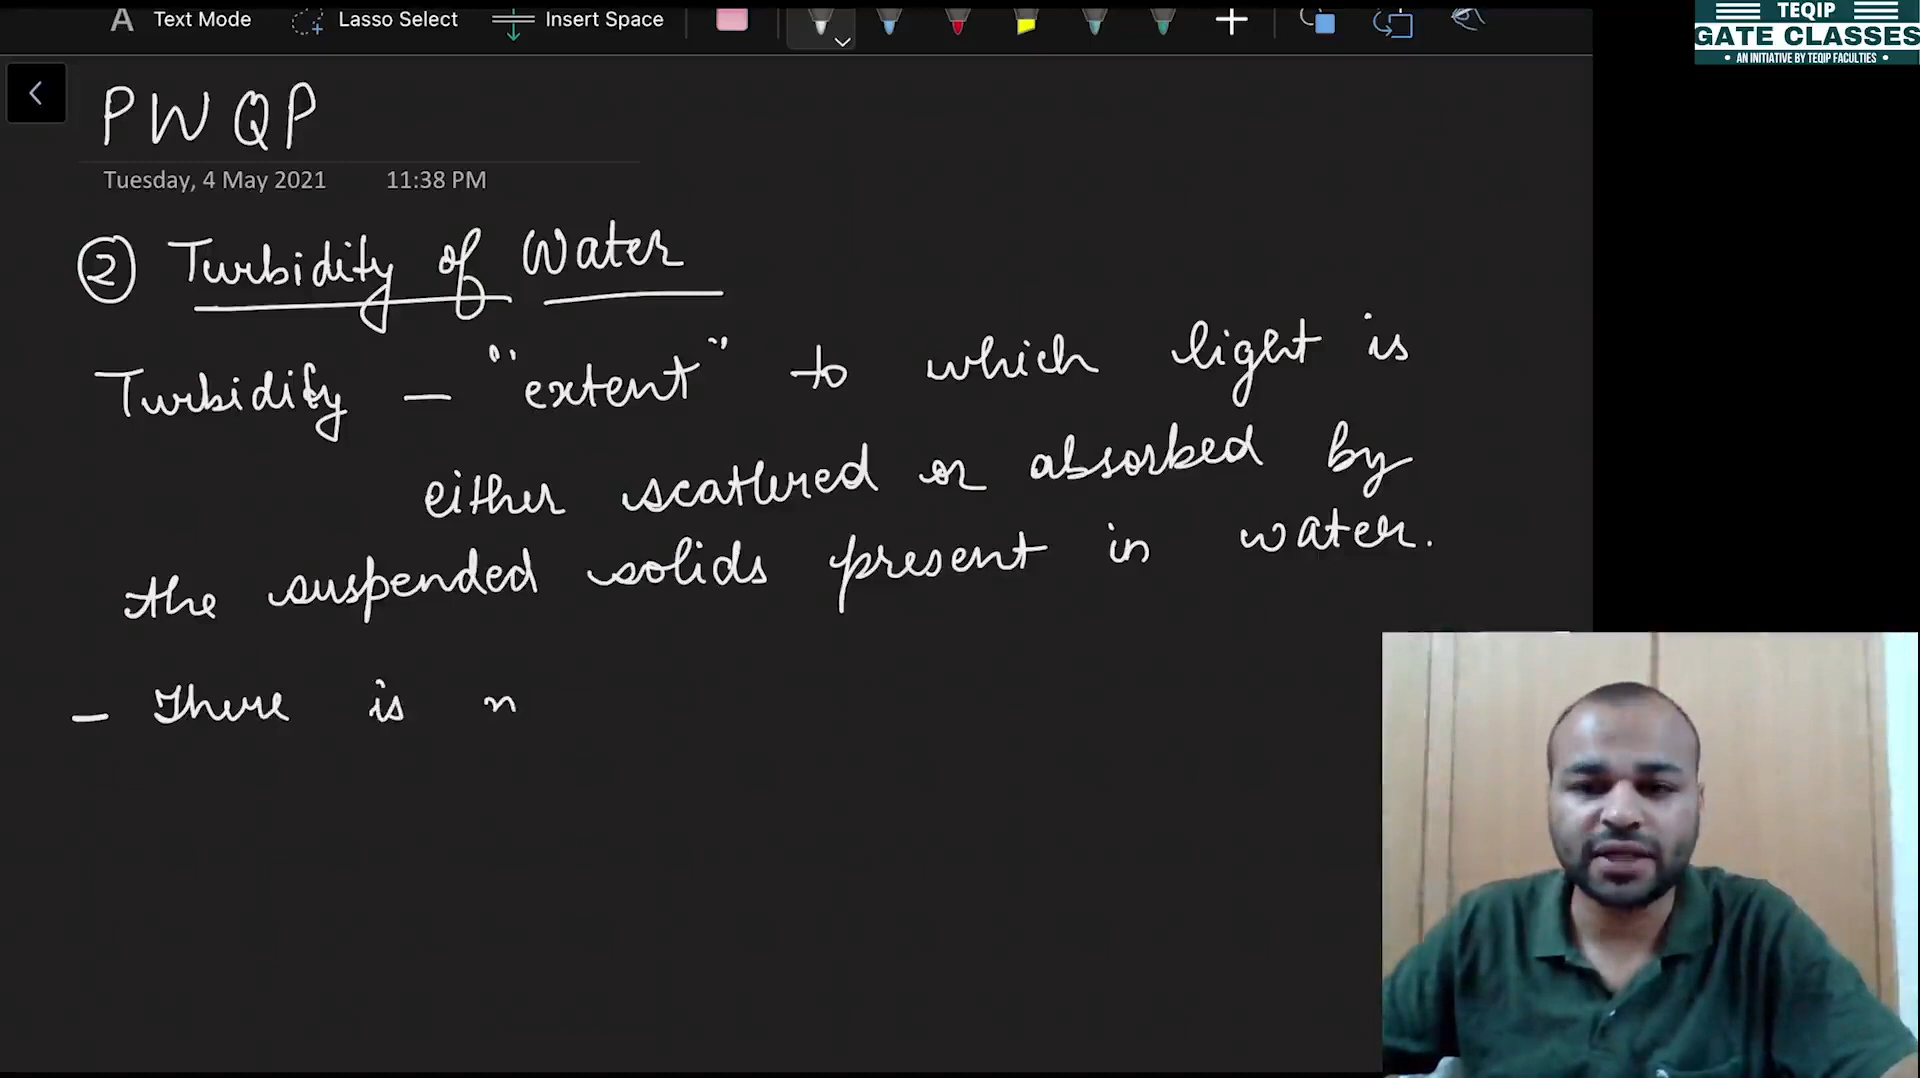 Text Mode
Lasso Select
Insert Space
TEQIP
GATE CLASSES
• AN INITIATIVE BY TEQIP FACULTIES •
PWQP
Tuesday, 4 May 2021 11:38 PM
② Turbidity of Water
Turbidity — "extent" to which light is
either scattered or absorbed by
the suspended solids present in water.
- There is n